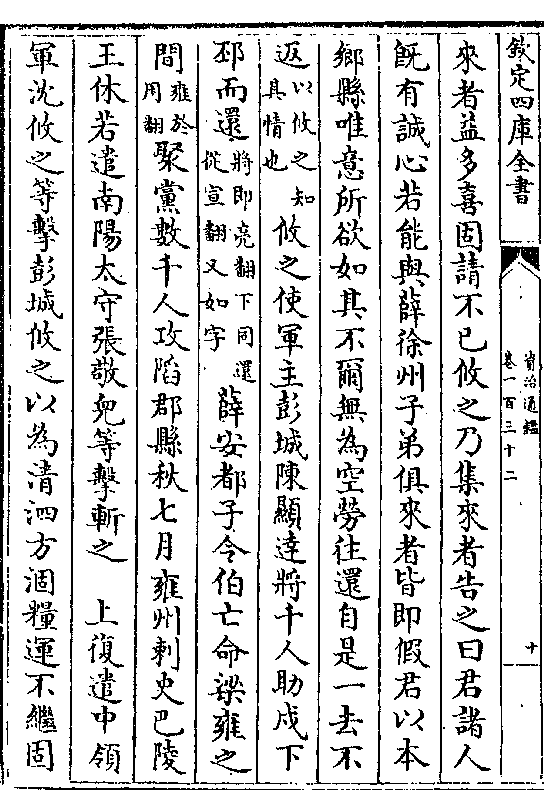 欽定四庫全書
資治通鑑
卷一百三十二
十
來者益多喜固請不已攸之乃集來者告之曰君諸人
既有誠心若能與薛徐州子弟俱來者皆即假君以本
鄉縣唯意所欲如其不爾無為空勞往還自是一去不
返以攸之知具情也攸之使軍主彭城陳顯達將千人助戍下
邳而還將即亮翻下同還從宣翻又如字薛安都子令伯亡命梁雍之
間雍於用翻聚黨數千人攻陷郡縣秋七月雍州刺史巴陵
王休若遣南陽太守張敬兒等擊斬之 上復遣中領
軍沈攸之等擊彭城攸之以為清泗方涸糧運不繼固